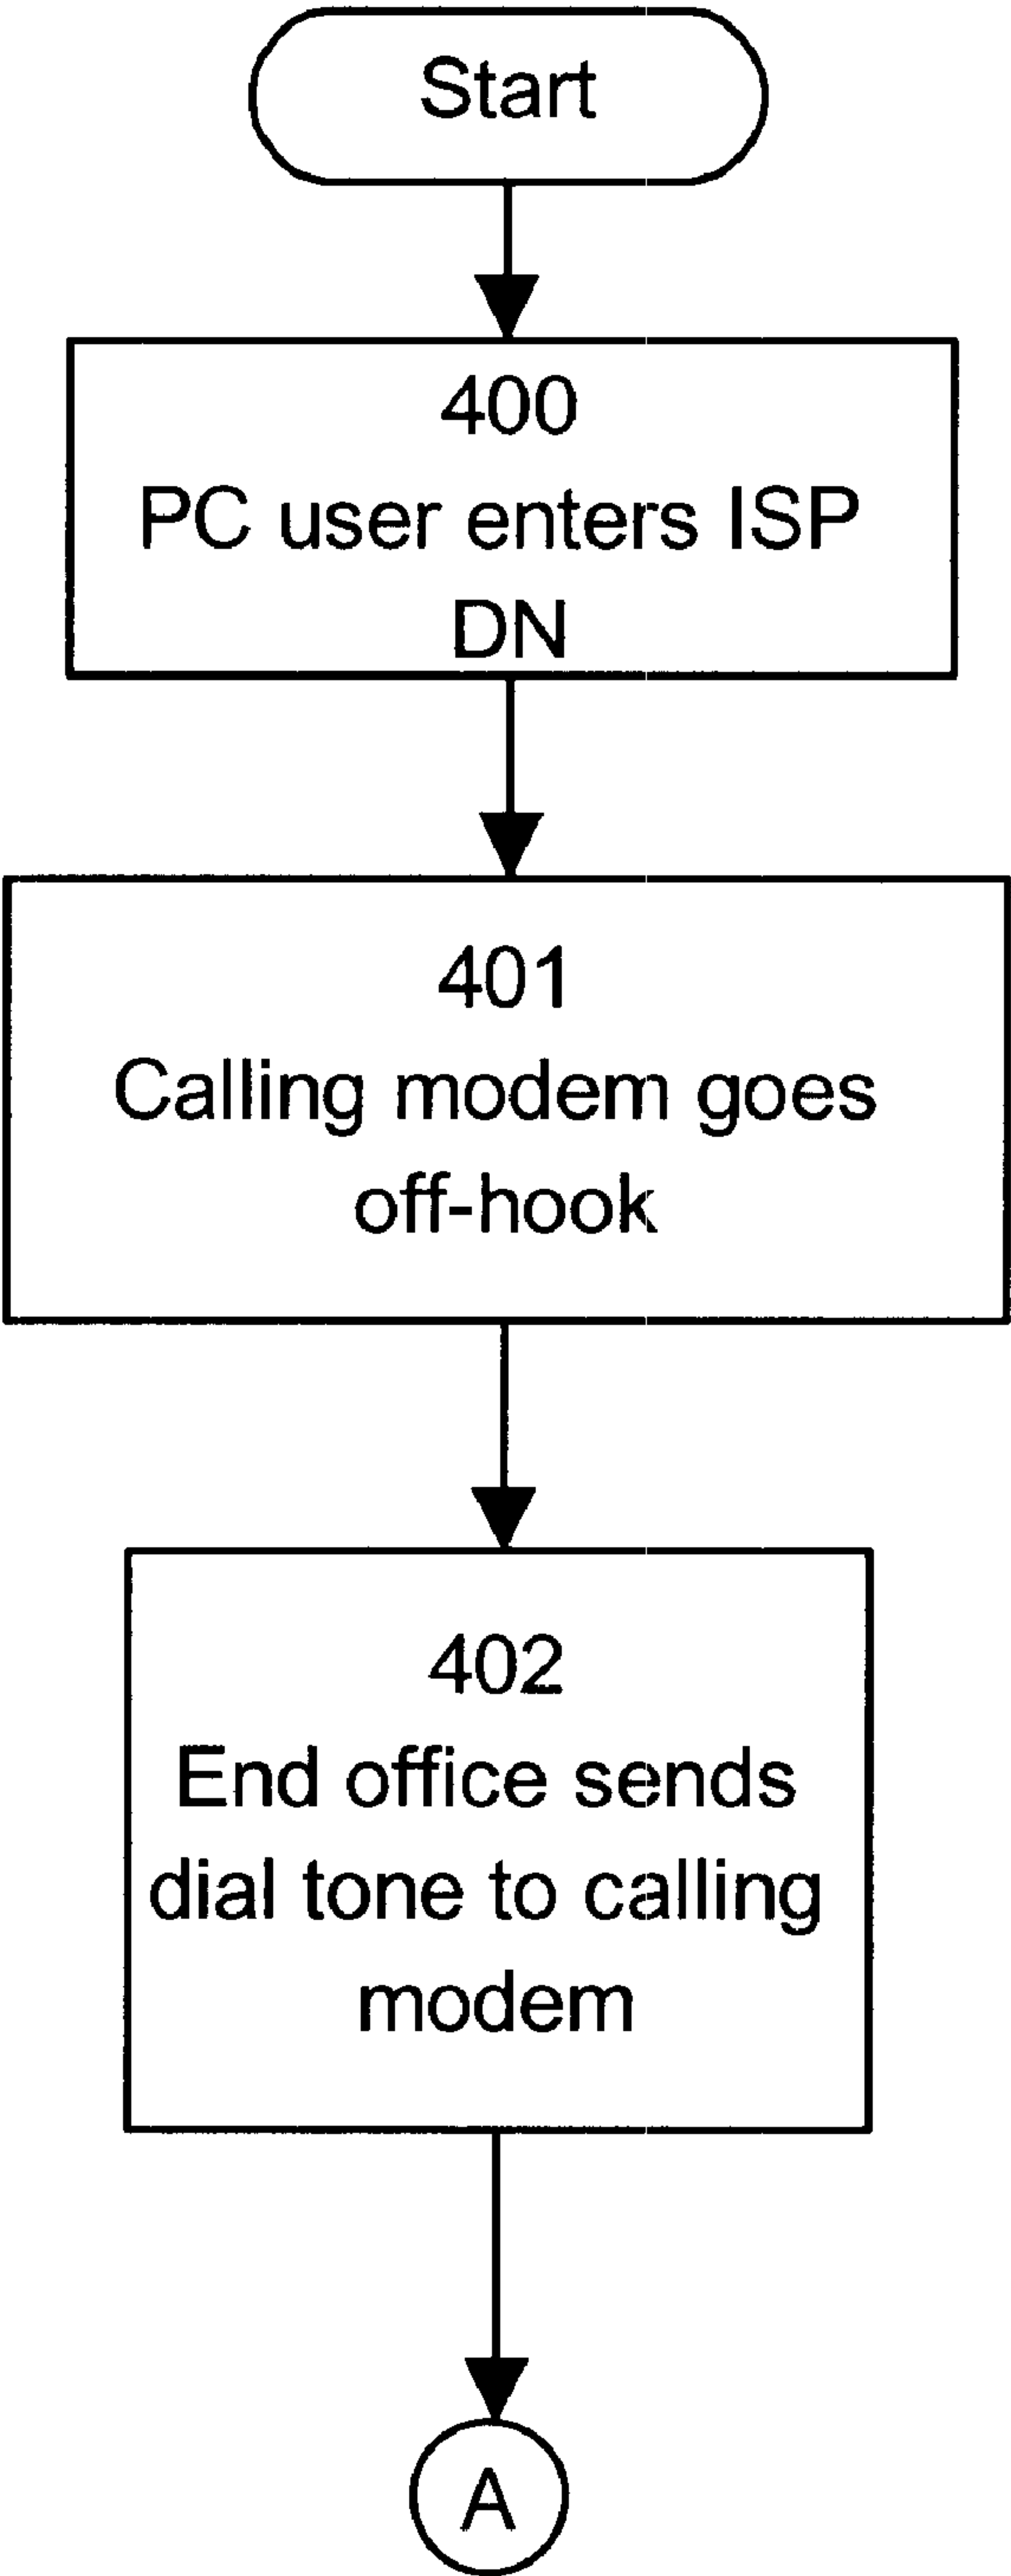 Start
400
PC user enters ISP
DN
401
Calling modem goes
off-hook
402
End office sends
dial tone to calling
modem
A